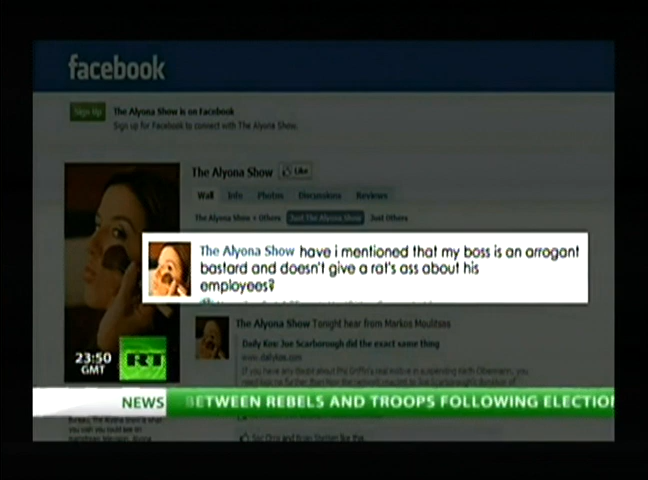 facebook
Sign Up
The Alyona Show is on Facebook
Sign up for Facebook to connect with The Alyona Show.
The Alyona Show Like
Wall Info Photos Discussions Reviews
The Alyona Show + Others Just The Alyona Show Just Others
The Alyona Show have i mentioned that my boss is an arrogant
bastard and doesn't give a rat's ass about his
employees?
The Alyona Show Tonight hear from Markos Moulitsas
Daily Kos: Joe Scarborough did the exact same thing
www.dailykos.com
23:50
GMT
RT
NEWS
BETWEEN REBELS AND TROOPS FOLLOWING ELECTION